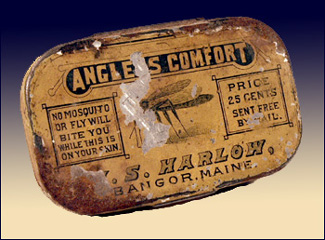 ANGLERS COMFORT
NO MOSQUITO
OR FLY WILL
BITE YOU
WHILE THIS IS
ON YOUR SKIN.
PRICE
25 CENTS
SENT FREE
BY MAIL.
S. HARLOW,
BANGOR, MAINE.